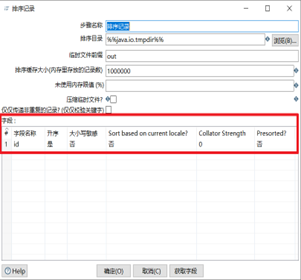 排序记录
步骤名称 排序记录
排序目录 %%java.io.tmpdir%% 浏览(B)...
临时文件前缀 out
排序缓存大小(内存里存放的记录数) 1000000
未使用内存限值 (%)
压缩临时文件?
仅仅传递非重复的记录? (仅仅校验关键字)
字段 :
# 字段名称 升序 大小写敏感 Sort based on current locale? Collator Strength Presorted?
1 id 是 否 否 0 否
Help 确定(O) 取消(C) 获取字段